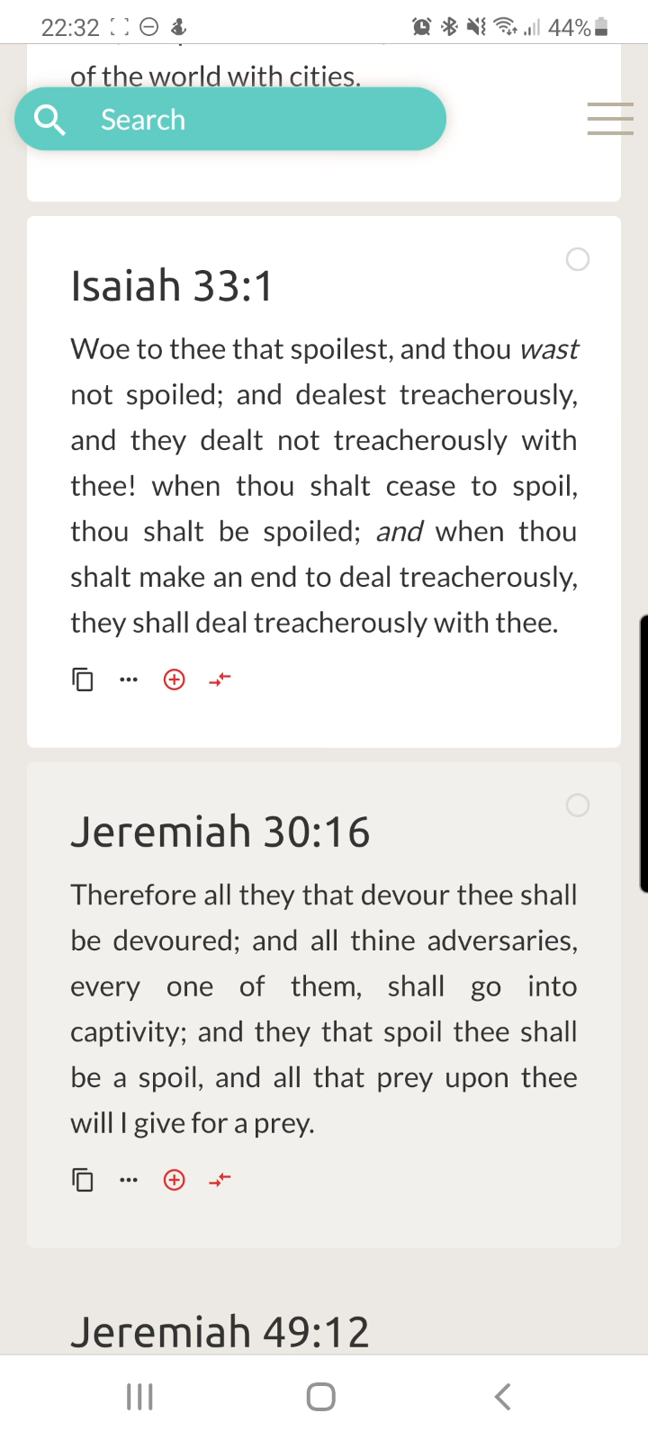 22:32
44%
of the world with cities.
Search
Isaiah 33:1
Woe to thee that spoilest, and thou wast
not spoiled; and dealest treacherously,
and they dealt not treacherously with
thee! when thou shalt cease to spoil,
thou shalt be spoiled; and when thou
shalt make an end to deal treacherously,
they shall deal treacherously with thee.
Jeremiah 30:16
Therefore all they that devour thee shall
be devoured; and all thine adversaries,
every one of them, shall go into
captivity; and they that spoil thee shall
be a spoil, and all that prey upon thee
will I give for a prey.
Jeremiah 49:12